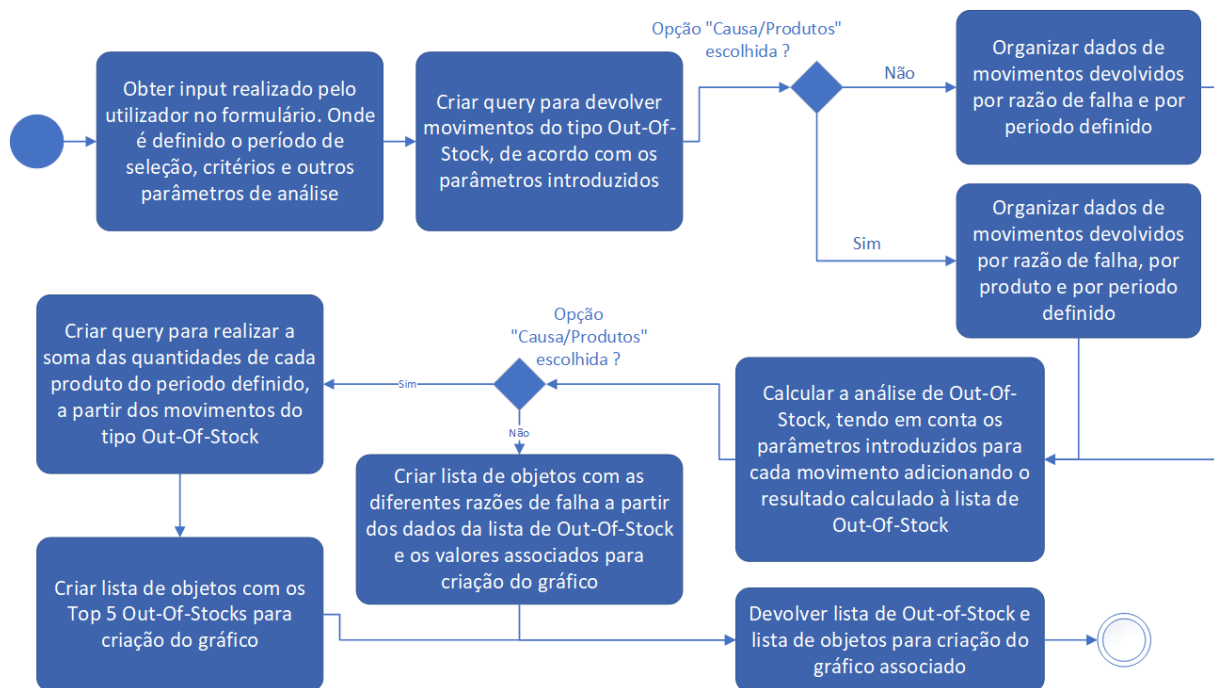 Obter input realizado pelo
utilizador no formulário. Onde
é definido o período de
seleção, critérios e outros
parâmetros de análise
Criar query para devolver
movimentos do tipo Out-Of-
Stock, de acordo com os
parâmetros introduzidos
Opção "Causa/Produtos"
escolhida ?
Não
Organizar dados de
movimentos devolvidos
por razão de falha e por
periodo definido
Sim
Organizar dados de
movimentos devolvidos
por razão de falha, por
produto e por periodo
definido
Calcular a análise de Out-Of-
Stock, tendo em conta os
parâmetros introduzidos para
cada movimento adicionando o
resultado calculado à lista de
Out-Of-Stock
Opção
"Causa/Produtos"
escolhida ?
Sim
Criar query para realizar a
soma das quantidades de cada
produto do periodo definido,
a partir dos movimentos do
tipo Out-Of-Stock
Não
Criar lista de objetos com as
diferentes razões de falha a partir
dos dados da lista de Out-Of-Stock
e os valores associados para
criação do gráfico
Criar lista de objetos com os
Top 5 Out-Of-Stocks para
criação do gráfico
Devolver lista de Out-of-Stock e
lista de objetos para criação do
gráfico associado